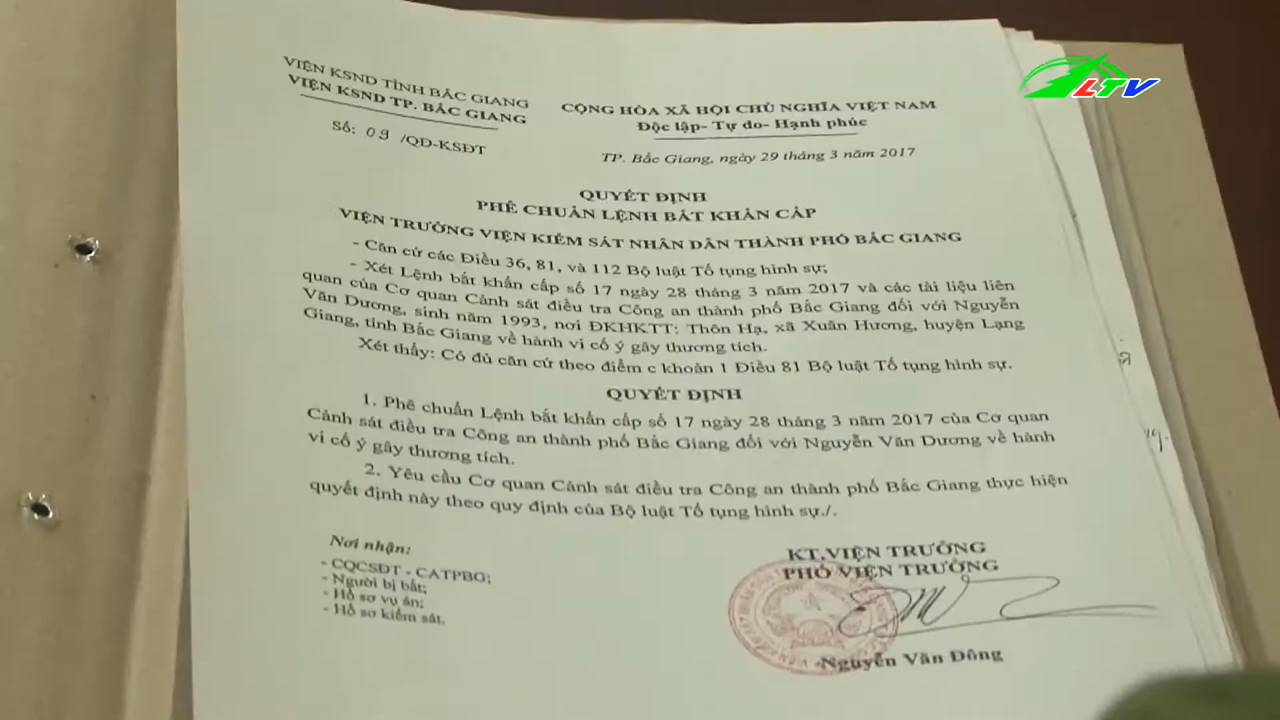 LTV
VIỆN KSND TỈNH BẮC GIANG
VIỆN KSND TP. BẮC GIANG
Số: 09 /QD-KSĐT
CỘNG HÒA XÃ HỘI CHỦ NGHĨA VIỆT NAM
Độc lập- Tự do- Hạnh phúc
TP. Bắc Giang, ngày 29 tháng 3 năm 2017
QUYẾT ĐỊNH
PHÊ CHUẨN LỆNH BẮT KHẨN CẤP
VIỆN TRƯỞNG VIỆN KIỂM SÁT NHÂN DÂN THÀNH PHỐ BẮC GIANG
- Căn cứ các Điều 36, 81, và 112 Bộ luật Tố tụng hình sự;
- Xét Lệnh bắt khẩn cấp số 17 ngày 28 tháng 3 năm 2017 và các tài liệu liên
quan của Cơ quan Cảnh sát điều tra Công an thành phố Bắc Giang đối với Nguyễn
Văn Dương, sinh năm 1993, nơi ĐKHKTT: Thôn Hạ, xã Xuân Hương, huyện Lạng
Giang, tỉnh Bắc Giang về hành vi cố ý gây thương tích.
Xét thấy: Có đủ căn cứ theo điểm c khoản 1 Điều 81 Bộ luật Tố tụng hình sự.
QUYẾT ĐỊNH
1. Phê chuẩn Lệnh bắt khẩn cấp số 17 ngày 28 tháng 3 năm 2017 của Cơ quan
Cảnh sát điều tra Công an thành phố Bắc Giang đối với Nguyễn Văn Dương về hành
vi cố ý gây thương tích.
2. Yêu cầu Cơ quan Cảnh sát điều tra Công an thành phố Bắc Giang thực hiện
quyết định này theo quy định của Bộ luật Tố tụng hình sự./.
Nơi nhận:
- CQCSĐT - CATPBG;
- Người bị bắt;
- Hồ sơ vụ án;
- Hồ sơ kiểm sát.
KT.VIỆN TRƯỞNG
PHÓ VIỆN TRƯỞNG
Nguyễn Văn Đông